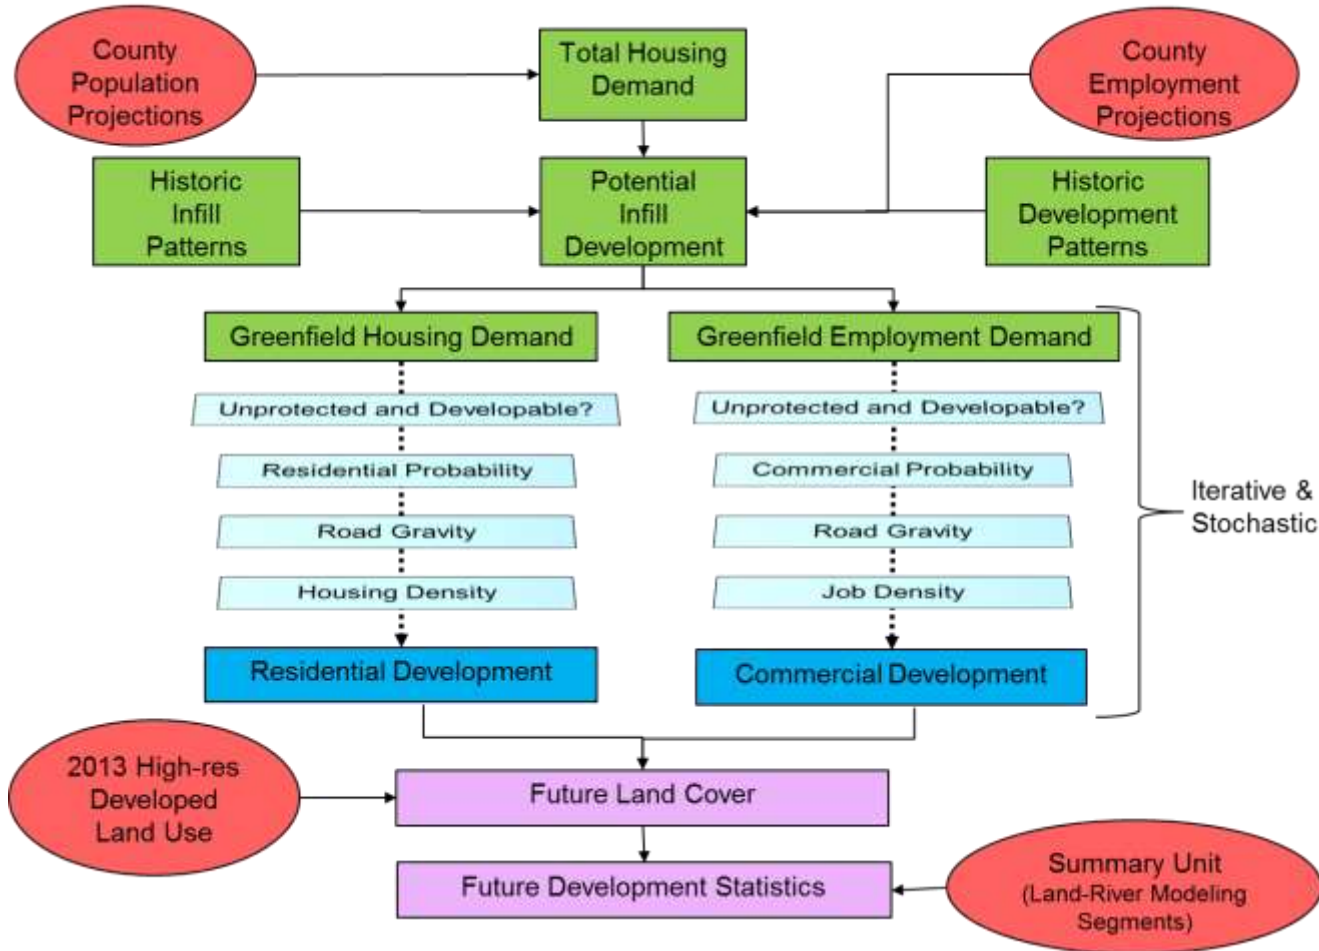 County
Population
Projections
Total Housing
Demand
County
Employment
Projections
Historic
Infill
Patterns
Potential
Infill
Development
Historic
Development
Patterns
Greenfield Housing Demand
Greenfield Employment Demand
Unprotected and Developable?
Unprotected and Developable?
Residential Probability
Commercial Probability
Road Gravity
Road Gravity
Housing Density
Job Density
Iterative &
Stochastic
Residential Development
Commercial Development
2013 High-res
Developed
Land Use
Future Land Cover
Future Development Statistics
Summary Unit
(Land-River Modeling
Segments)